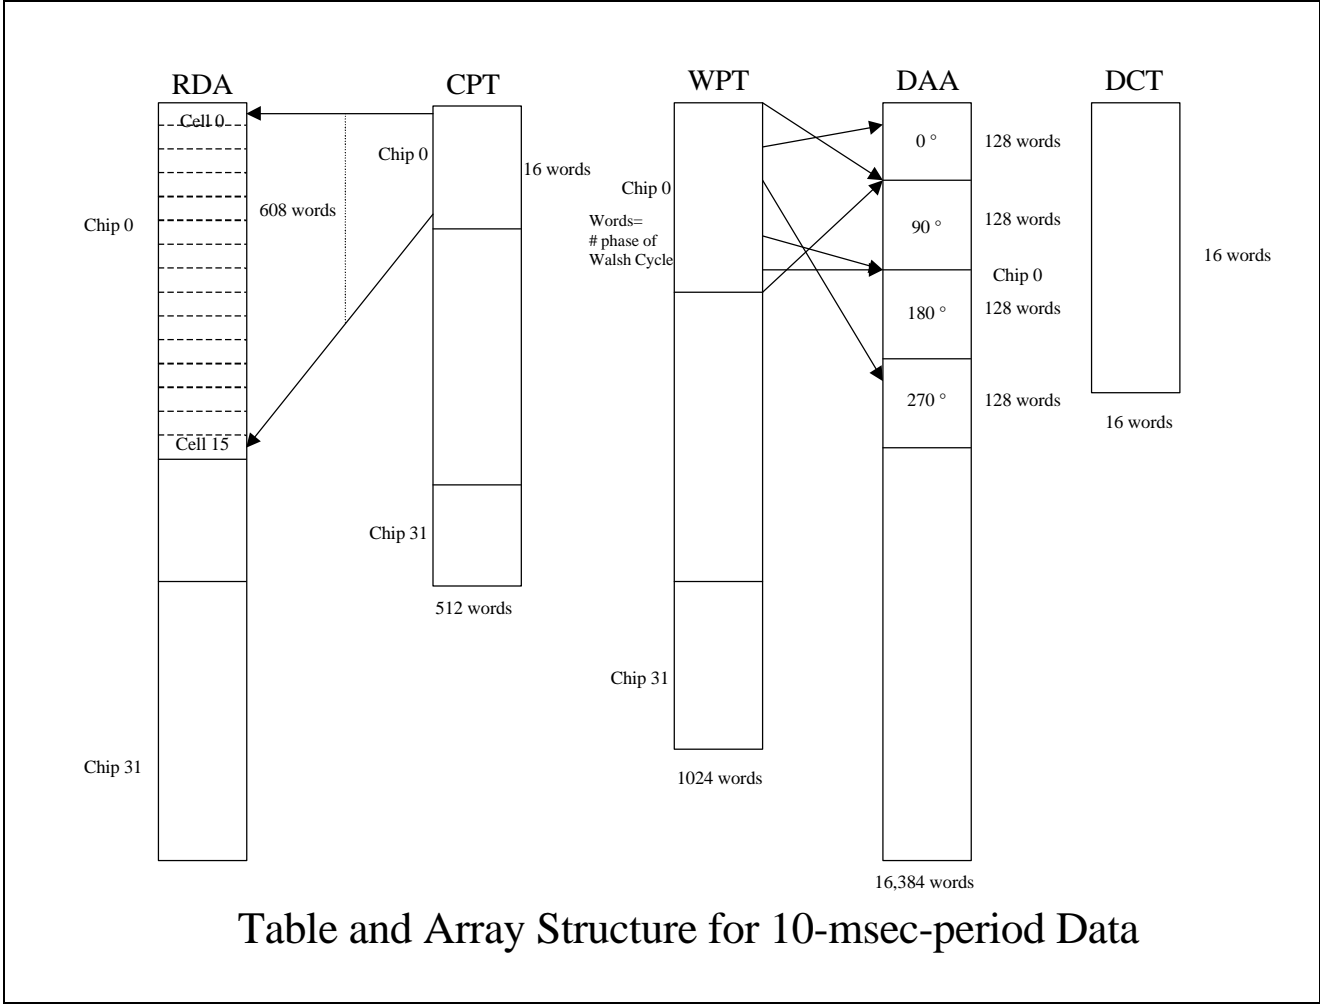 RDA
CPT
WPT
DAA
DCT
Cell 0
Chip 0
16 words
608 words
Chip 0
Cell 15
Chip 31
512 words
Chip 31
Chip 0
Words=
# phase of
Walsh Cycle
Chip 31
1024 words
0 °
128 words
90 °
128 words
Chip 0
180 °
128 words
270 °
128 words
16,384 words
16 words
16 words
Table and Array Structure for 10-msec-period Data